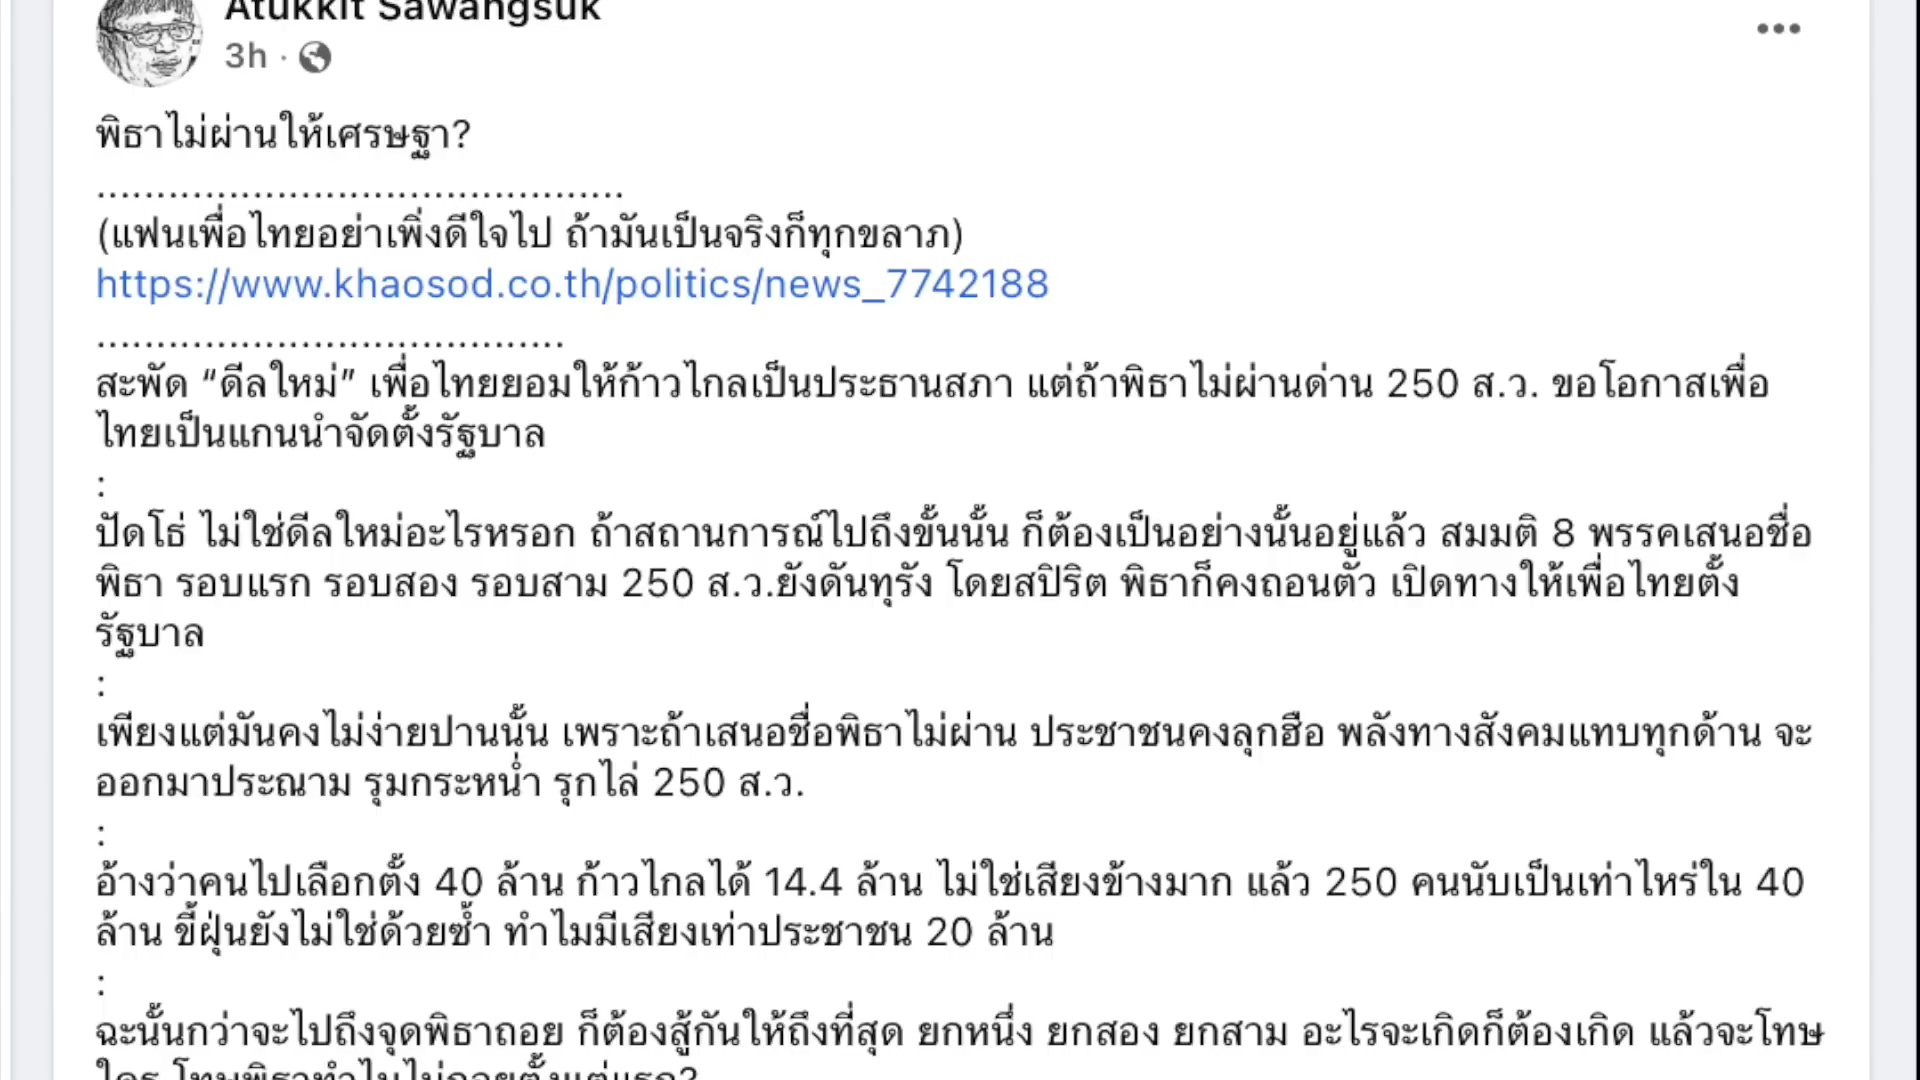 Atukkit Sawangsuk
3h ·
พิธาไม่ผ่านให้เศรษฐา?
............................................
(แฟนเพื่อไทยอย่าเพิ่งดีใจไป ถ้ามันเป็นจริงก็ทุกขลาภ)
https://www.khaosod.co.th/politics/news_7742188
.......................................
สะพัด “ดีลใหม่” เพื่อไทยยอมให้ก้าวไกลเป็นประธานสภา แต่ถ้าพิธาไม่ผ่านด่าน 250 ส.ว. ขอโอกาสเพื่อ
ไทยเป็นแกนนำจัดตั้งรัฐบาล
:
ปัดโธ่ ไม่ใช่ดีลใหม่อะไรหรอก ถ้าสถานการณ์ไปถึงขั้นนั้น ก็ต้องเป็นอย่างนั้นอยู่แล้ว สมมติ 8 พรรคเสนอชื่อ
พิธา รอบแรก รอบสอง รอบสาม 250 ส.ว.ยังดันทุรัง โดยสปิริต พิธาก็คงถอนตัว เปิดทางให้เพื่อไทยตั้ง
รัฐบาล
:
เพียงแต่มันคงไม่ง่ายปานนั้น เพราะถ้าเสนอชื่อพิธาไม่ผ่าน ประชาชนคงลุกฮือ พลังทางสังคมแทบทุกด้าน จะ
ออกมาประณาม รุมกระหน่ำ รุกไล่ 250 ส.ว.
:
อ้างว่าคนไปเลือกตั้ง 40 ล้าน ก้าวไกลได้ 14.4 ล้าน ไม่ใช่เสียงข้างมาก แล้ว 250 คนนับเป็นเท่าไหร่ใน 40
ล้าน ขี้ฝุ่นยังไม่ใช่ด้วยซ้ำ ทำไมมีเสียงเท่าประชาชน 20 ล้าน
:
ฉะนั้นกว่าจะไปถึงจุดพิธาถอย ก็ต้องสู้กันให้ถึงที่สุด ยกหนึ่ง ยกสอง ยกสาม อะไรจะเกิดก็ต้องเกิด แล้วจะโทษ
ใคร โทษพิธาทำไมไม่ถอยตั้งแต่แรก?